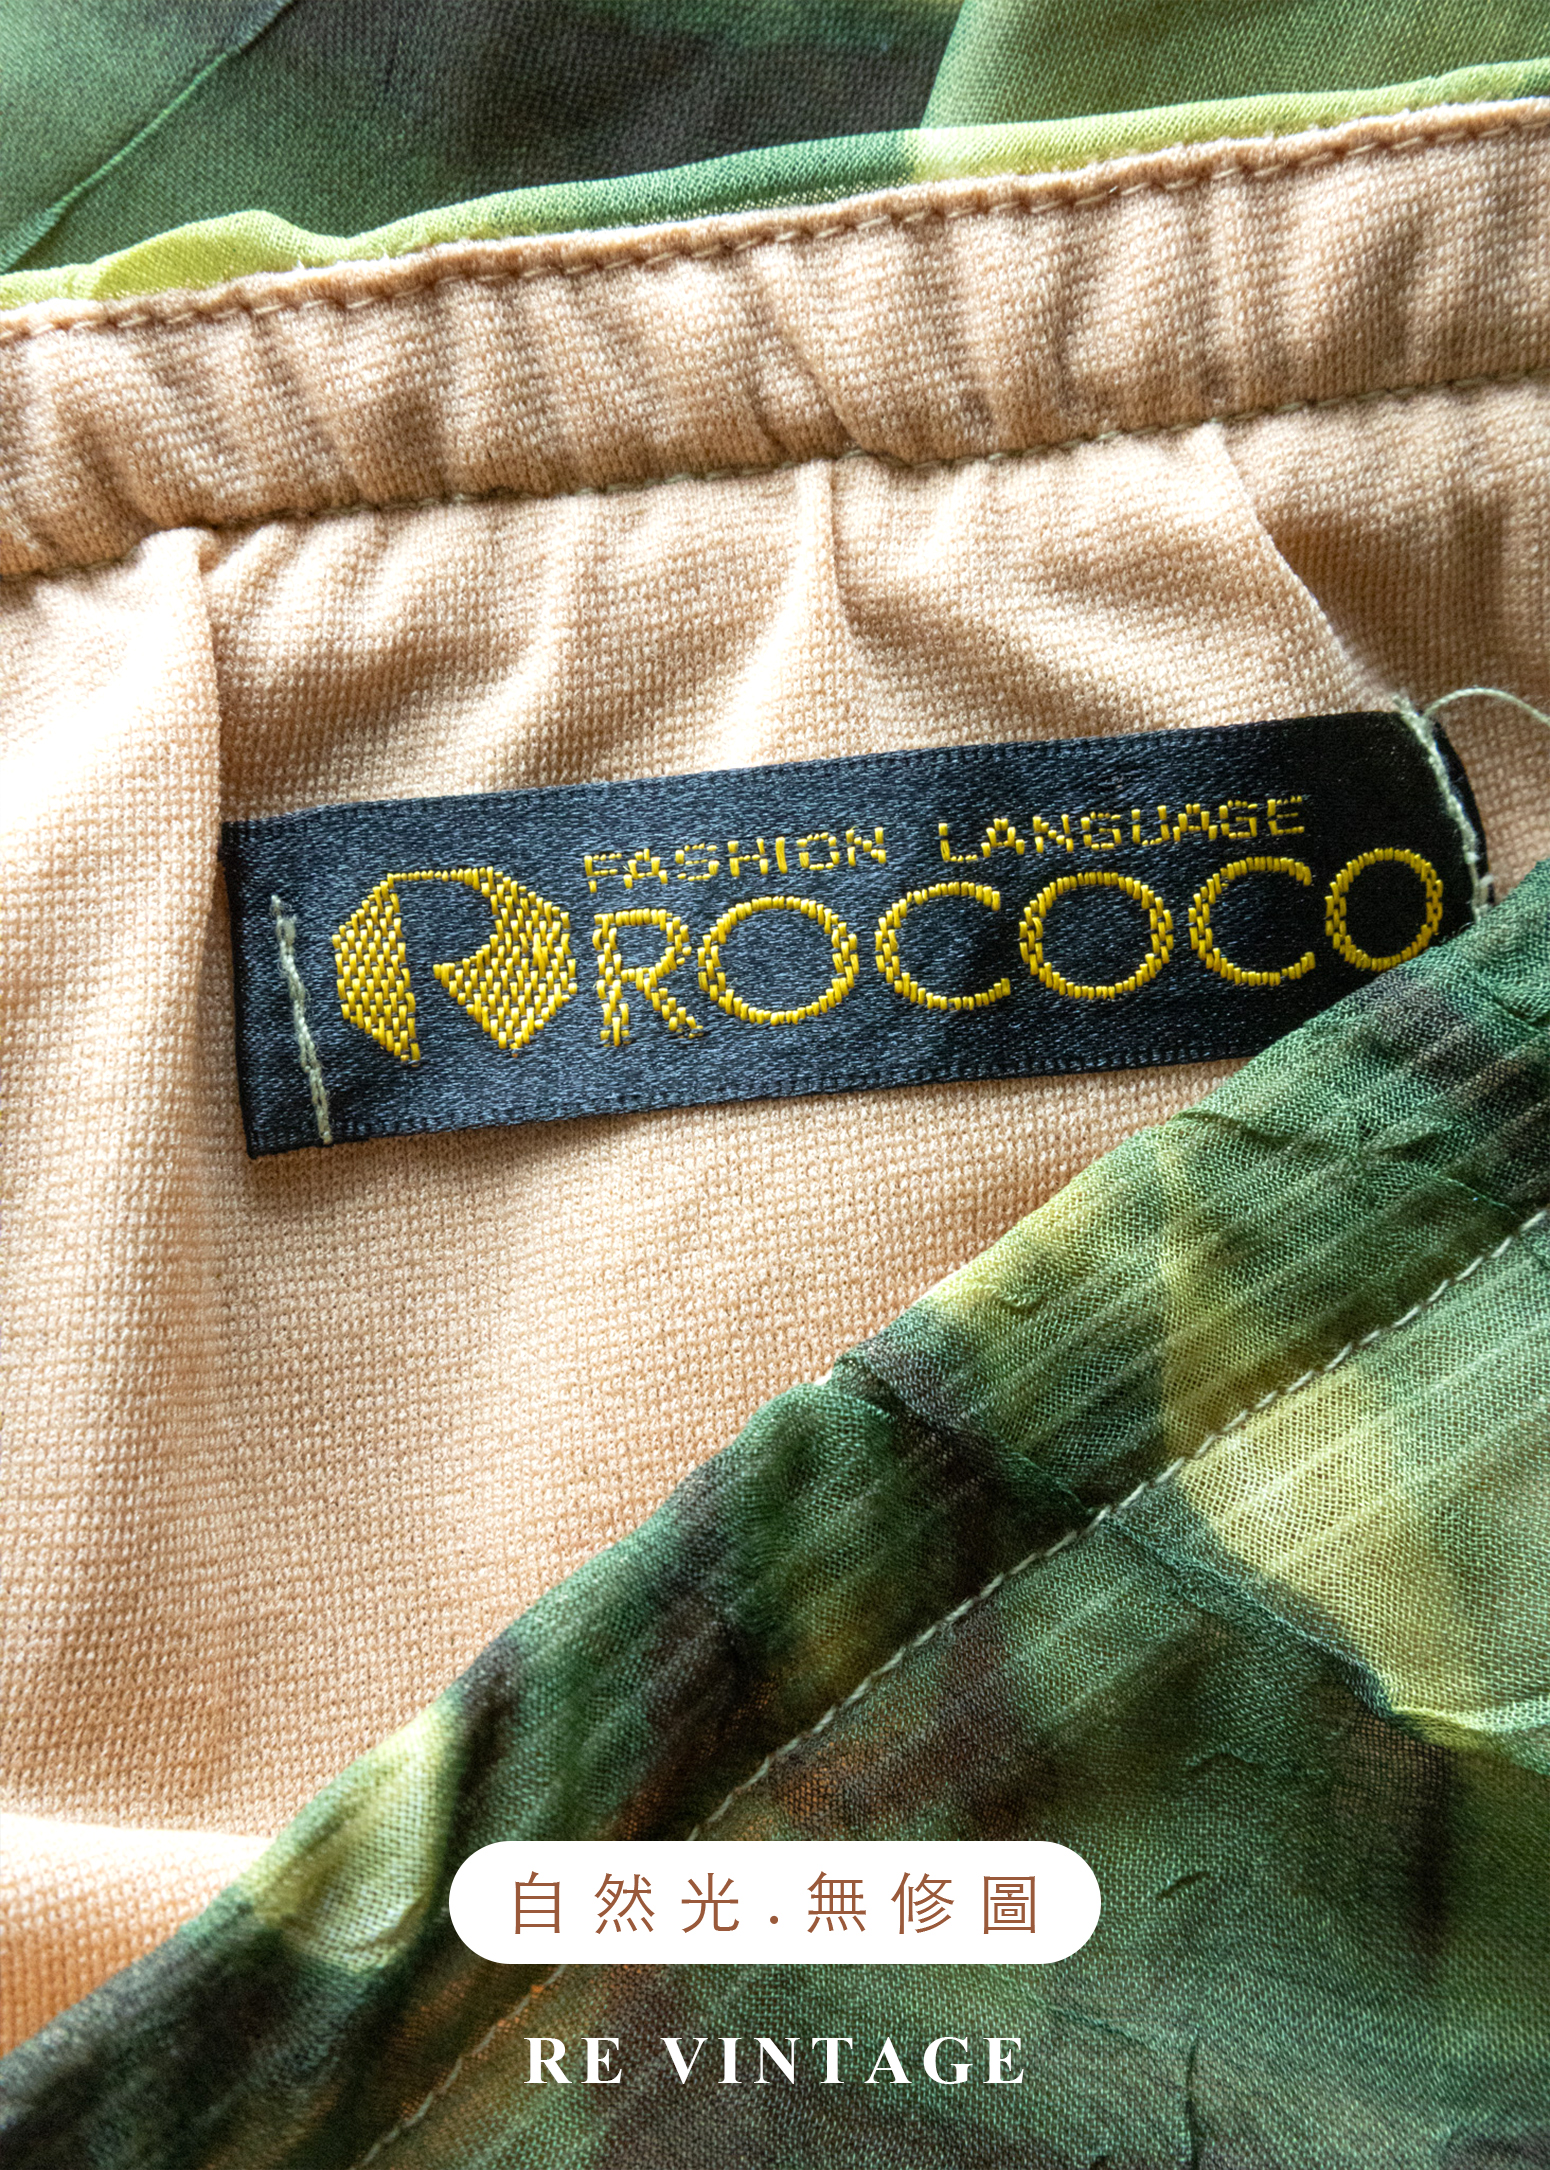 FASHION LANGUAGE
ROCOCO
自然光.無修圖
RE VINTAGE